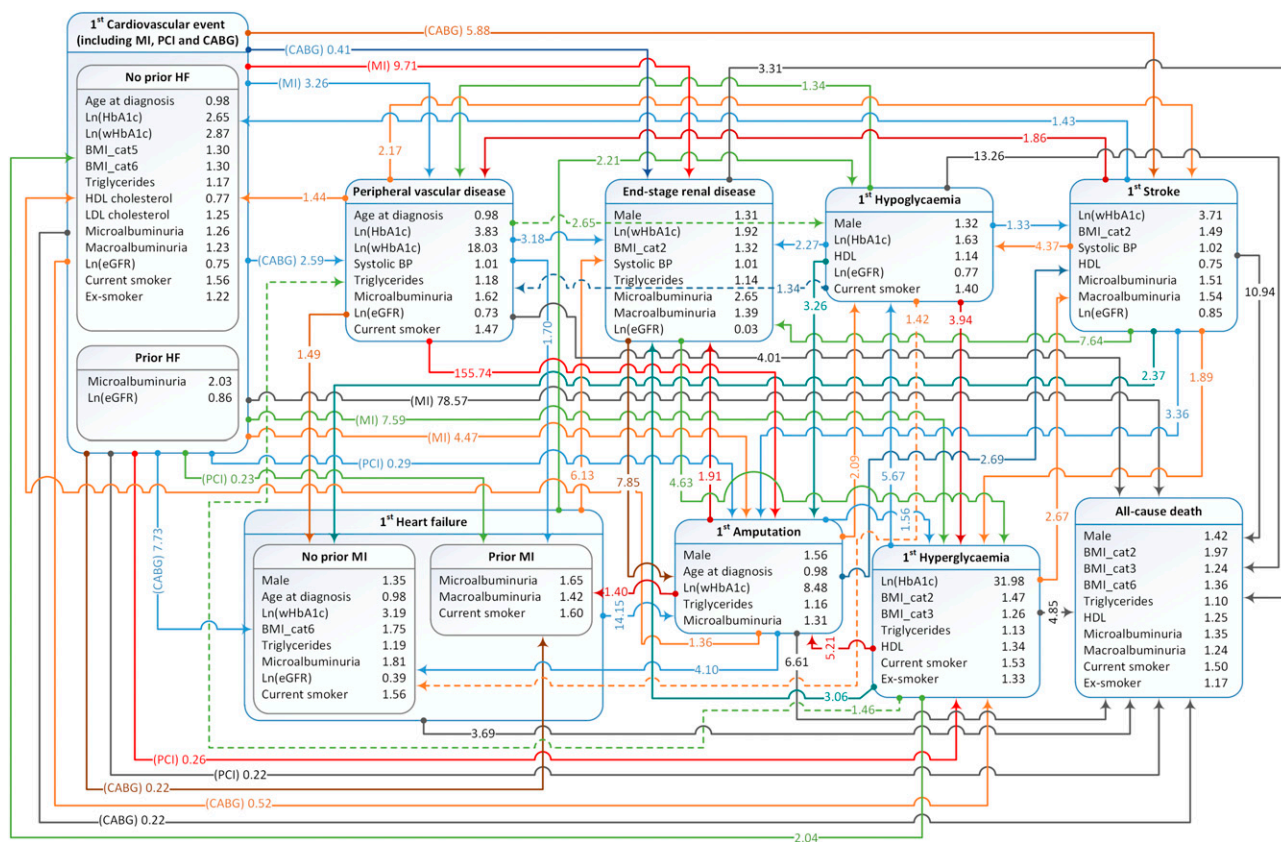 1st Cardiovascular event
(including MI, PCI and CABG)
No prior HF
Age at diagnosis 0.98
Ln(HbA1c) 2.65
Ln(wHbA1c) 2.87
BMI_cat5 1.30
BMI_cat6 1.30
Triglycerides 1.17
HDL cholesterol 0.77
LDL cholesterol 1.25
Microalbuminuria 1.26
Macroalbuminuria 1.23
Ln(eGFR) 0.75
Current smoker 1.56
Ex-smoker 1.22
Prior HF
Microalbuminuria 2.03
Ln(eGFR) 0.86
(CABG) 5.88
(CABG) 0.41
(MI) 9.71
(MI) 3.26
3.31
1.34
1.43
1.86
13.26
2.17
2.21
1.44
Peripheral vascular disease
Age at diagnosis 0.98
Ln(HbA1c) 3.83
Ln(wHbA1c) 18.03
Systolic BP 1.01
Triglycerides 1.18
Microalbuminuria 1.62
Ln(eGFR) 0.73
Current smoker 1.47
End-stage renal disease
Male 1.31
Ln(wHbA1c) 1.92
BMI_cat2 1.32
Systolic BP 1.01
Triglycerides 1.14
Microalbuminuria 2.65
Macroalbuminuria 1.39
Ln(eGFR) 0.03
1st Hypoglycaemia
Male 1.32
Ln(HbA1c) 1.63
HDL 1.14
Ln(eGFR) 0.77
Current smoker 1.40
1st Stroke
Ln(wHbA1c) 3.71
BMI_cat2 1.49
Systolic BP 1.02
HDL 0.75
Microalbuminuria 1.51
Macroalbuminuria 1.54
Ln(eGFR) 0.85
2.65
3.18
2.27
1.33
4.37
(CABG) 2.59
1.34
3.26
10.94
1.49
1.70
1.42
3.94
7.64
4.01
155.74
2.37
1.89
(MI) 78.57
(MI) 7.59
(MI) 4.47
3.36
(PCI) 0.29
(PCI) 0.23
6.13
7.85
1.91
4.63
2.09
5.67
2.69
1.56
2.67
(CABG) 7.73
1st Heart failure
No prior MI
Male 1.35
Age at diagnosis 0.98
Ln(wHbA1c) 3.19
BMI_cat6 1.75
Triglycerides 1.19
Microalbuminuria 1.81
Ln(eGFR) 0.39
Current smoker 1.56
Prior MI
Microalbuminuria 1.65
Macroalbuminuria 1.42
Current smoker 1.60
1st Amputation
Male 1.56
Age at diagnosis 0.98
Ln(wHbA1c) 8.48
Triglycerides 1.16
Microalbuminuria 1.31
1st Hyperglycaemia
Ln(HbA1c) 31.98
BMI_cat2 1.47
BMI_cat3 1.26
Triglycerides 1.13
HDL 1.34
Current smoker 1.53
Ex-smoker 1.33
All-cause death
Male 1.42
BMI_cat2 1.97
BMI_cat3 1.24
BMI_cat6 1.36
Triglycerides 1.10
HDL 1.25
Microalbuminuria 1.35
Macroalbuminuria 1.24
Current smoker 1.50
Ex-smoker 1.17
1.40
14.15
4.85
1.36
5.21
4.10
6.61
3.06
1.46
3.69
(PCI) 0.26
(PCI) 0.22
(CABG) 0.22
(CABG) 0.52
(CABG) 0.22
2.04